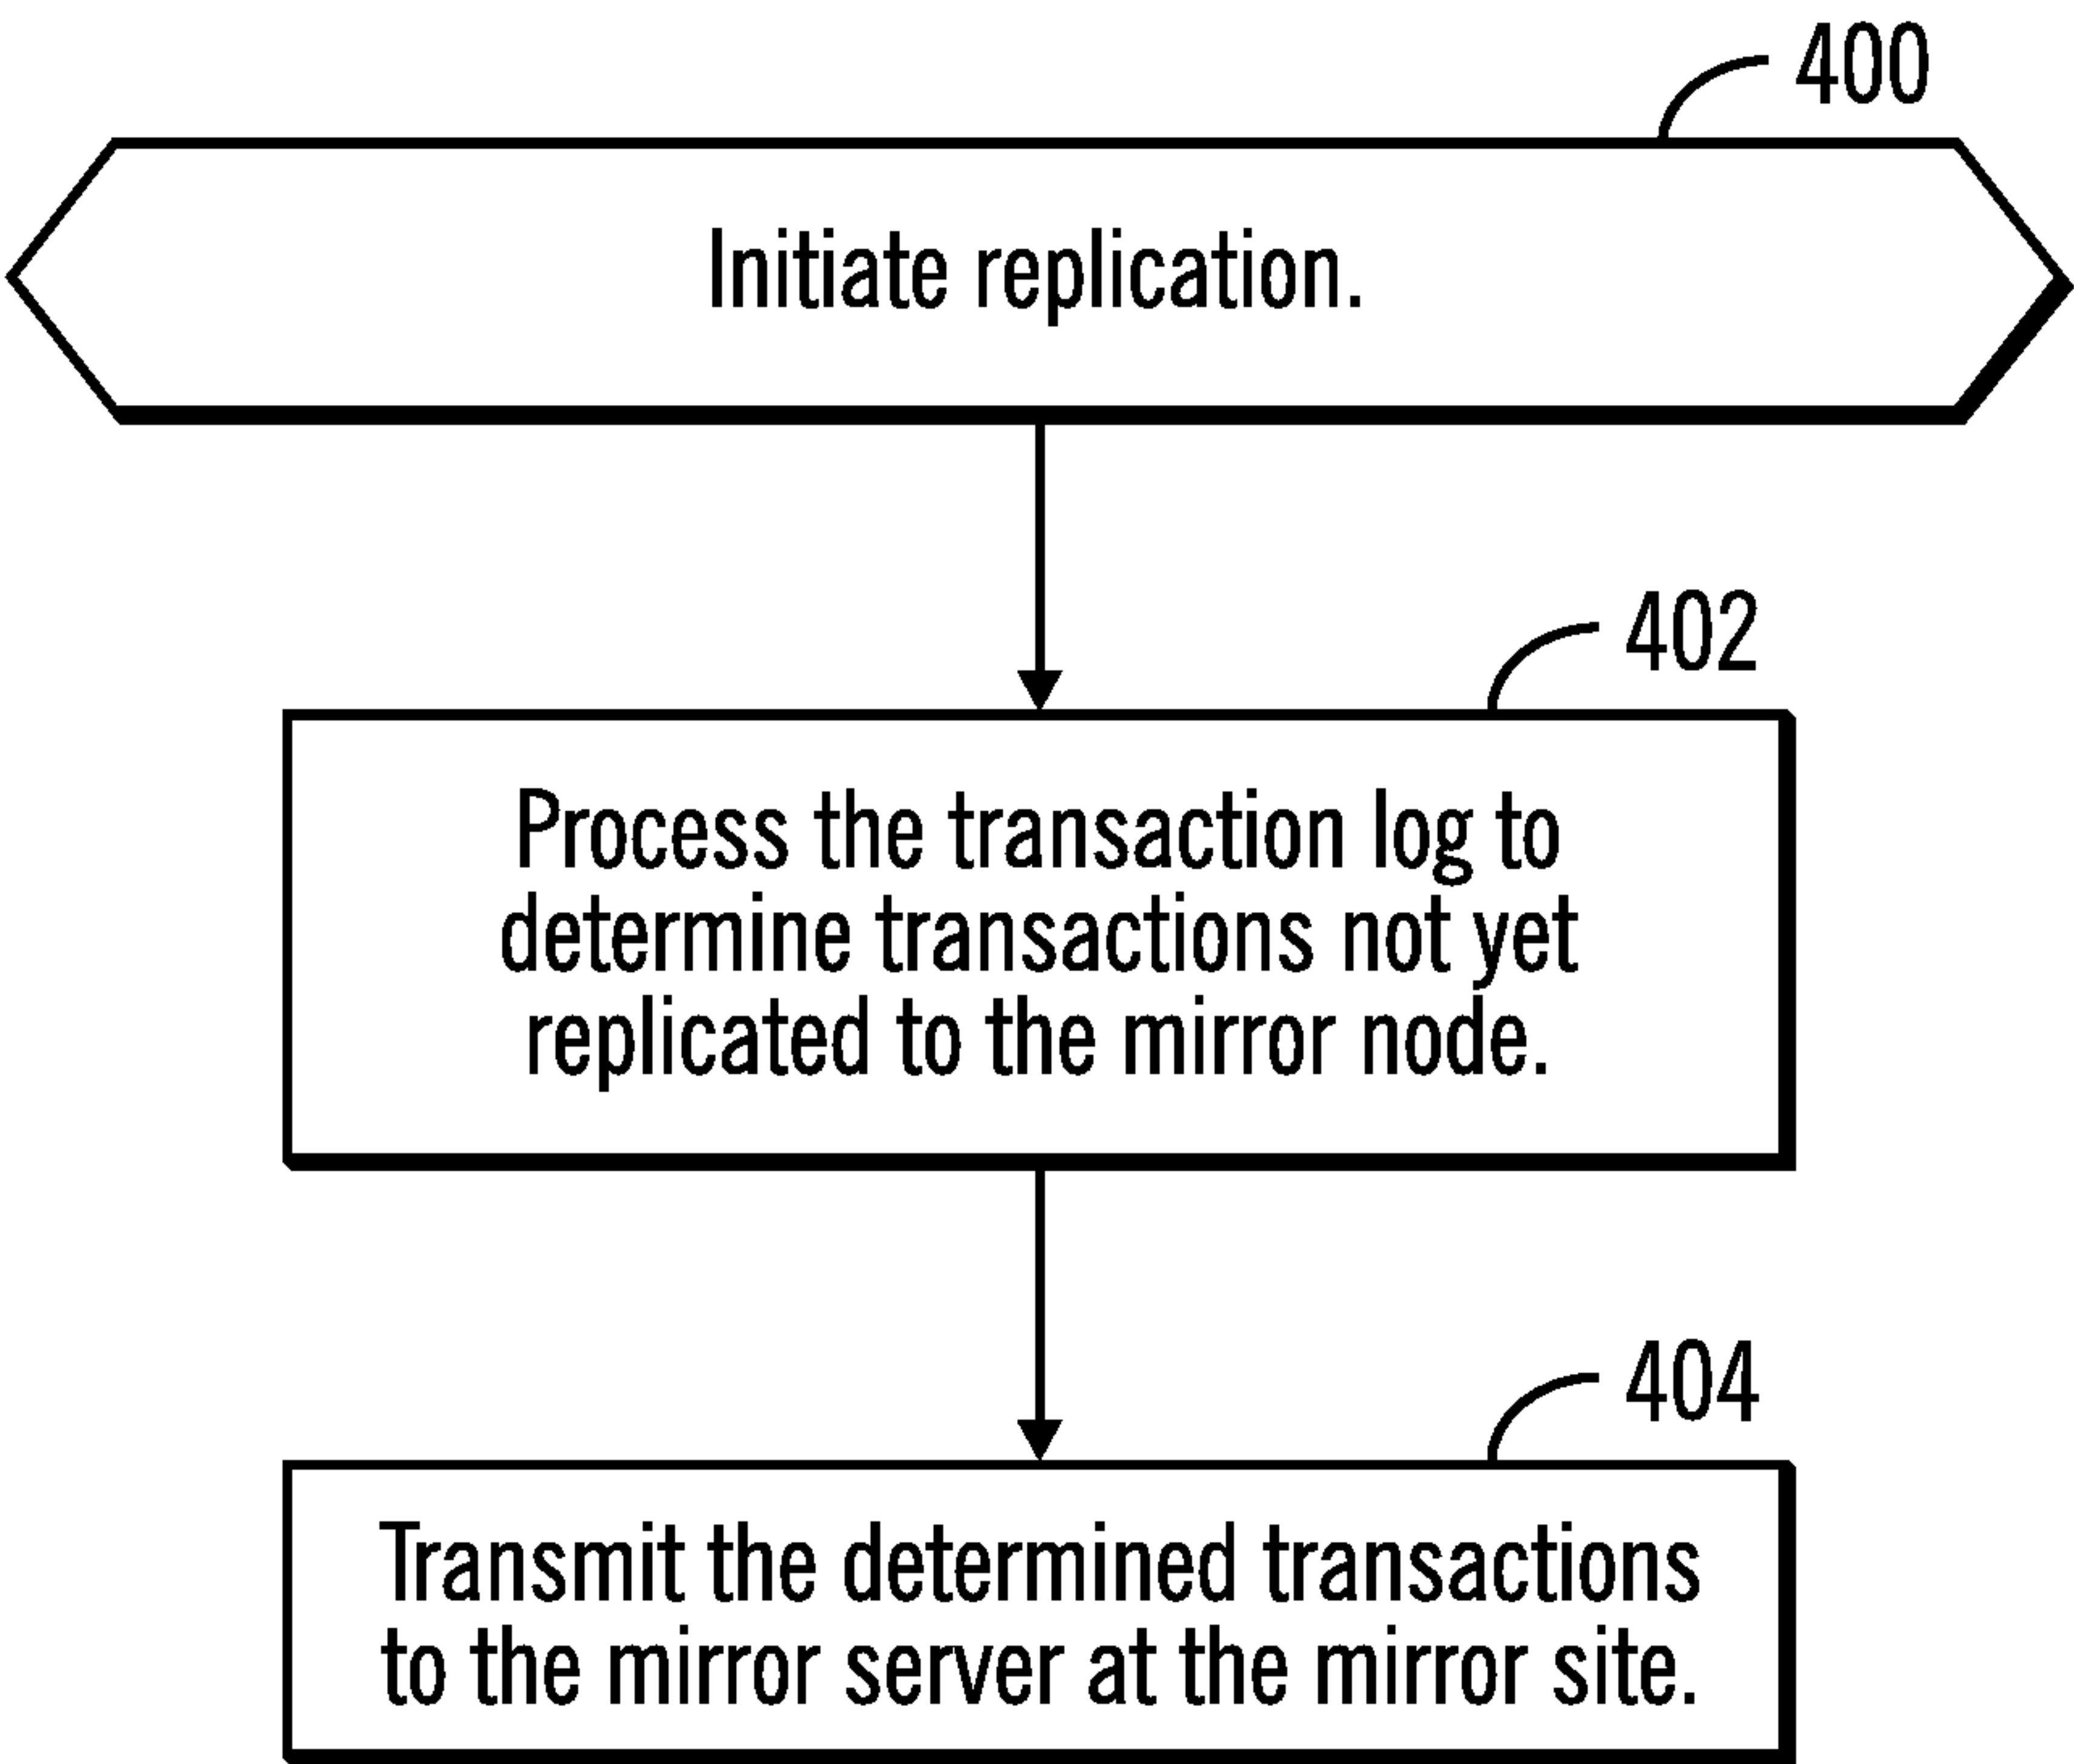 400
Initiate replication.
402
Process the transaction log to
determine transactions not yet
replicated to the mirror node.
404
Transmit the determined transactions
to the mirror server at the mirror site.